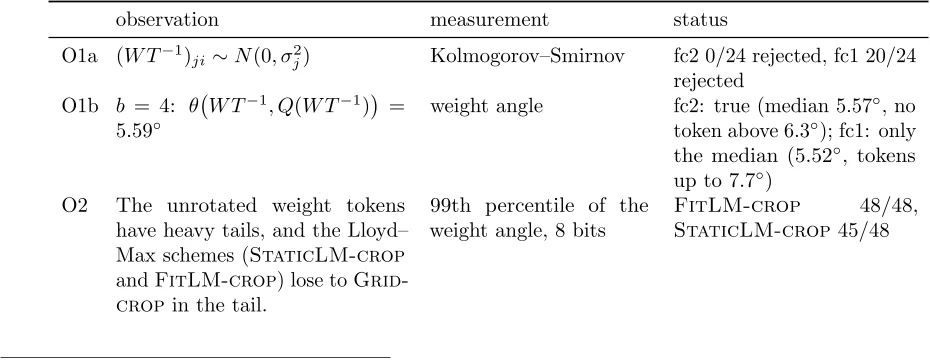 observation measurement status
O1a (WT⁻¹)ⱼᵢ ∼ N(0, σⱼ²) Kolmogorov–Smirnov fc2 0/24 rejected, fc1 20/24
rejected
O1b b = 4: θ(WT⁻¹, Q(WT⁻¹)) = weight angle fc2: true (median 5.57°, no
5.59° token above 6.3°); fc1: only
the median (5.52°, tokens
up to 7.7°)
O2 The unrotated weight tokens 99th percentile of the FitLM-crop 48/48,
have heavy tails, and the Lloyd– weight angle, 8 bits StaticLM-crop 45/48
Max schemes (StaticLM-crop
and FitLM-crop) lose to Grid-
crop in the tail.